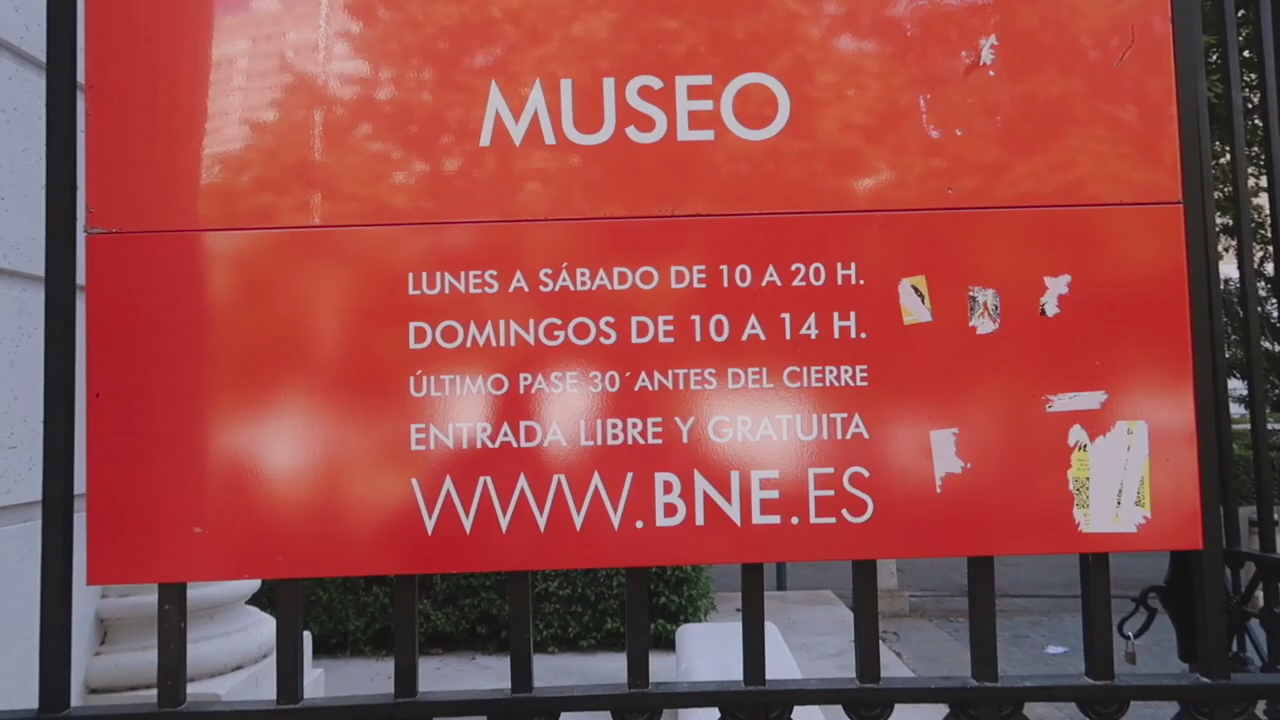 MUSEO
LUNES A SÁBADO DE 10 A 20 H.
DOMINGOS DE 10 A 14 H.
ÚLTIMO PASE 30´ANTES DEL CIERRE
ENTRADA LIBRE Y GRATUITA
WWW.BNE.ES